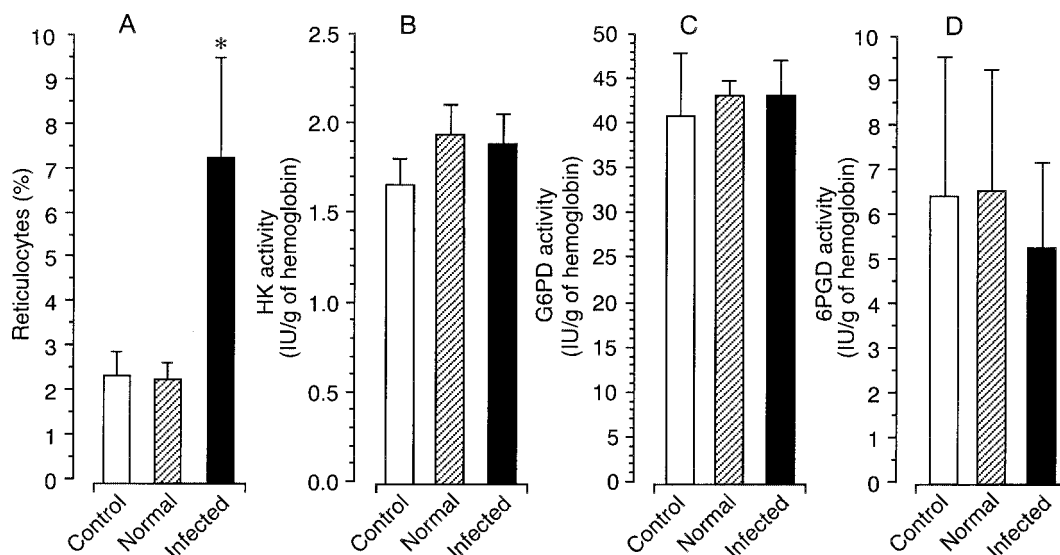 A
Reticulocytes (%)
10
9
8
7
6
5
4
3
2
1
0
*
Control
Normal
Infected
B
HK activity
(IU/g of hemoglobin)
2.5
2.0
1.5
1.0
0.5
0.0
Control
Normal
Infected
C
G6PD activity
(IU/g of hemoglobin)
50
45
40
35
30
25
20
15
10
5
0
Control
Normal
Infected
D
6PGD activity
(IU/g of hemoglobin)
10
9
8
7
6
5
4
3
2
1
0
Control
Normal
Infected